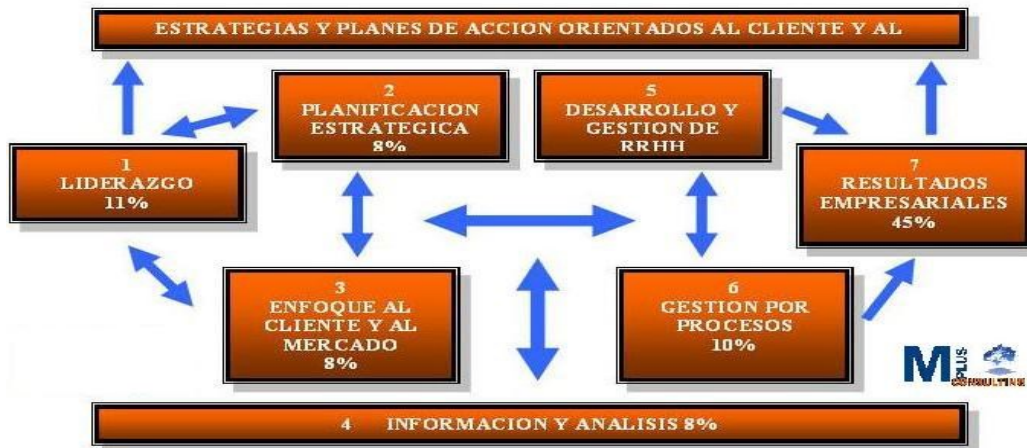 ESTRATEGIAS Y PLANES DE ACCION ORIENTADOS AL CLIENTE Y AL
1
LIDERAZGO
11%
2
PLANIFICACION
ESTRATEGICA
8%
5
DESARROLLO Y
GESTION DE
RRHH
7
RESULTADOS
EMPRESARIALES
45%
3
ENFOQUE AL
CLIENTE Y AL
MERCADO
8%
6
GESTION POR
PROCESOS
10%
M PLUS
CONSULTING
4 INFORMACION Y ANALISIS 8%